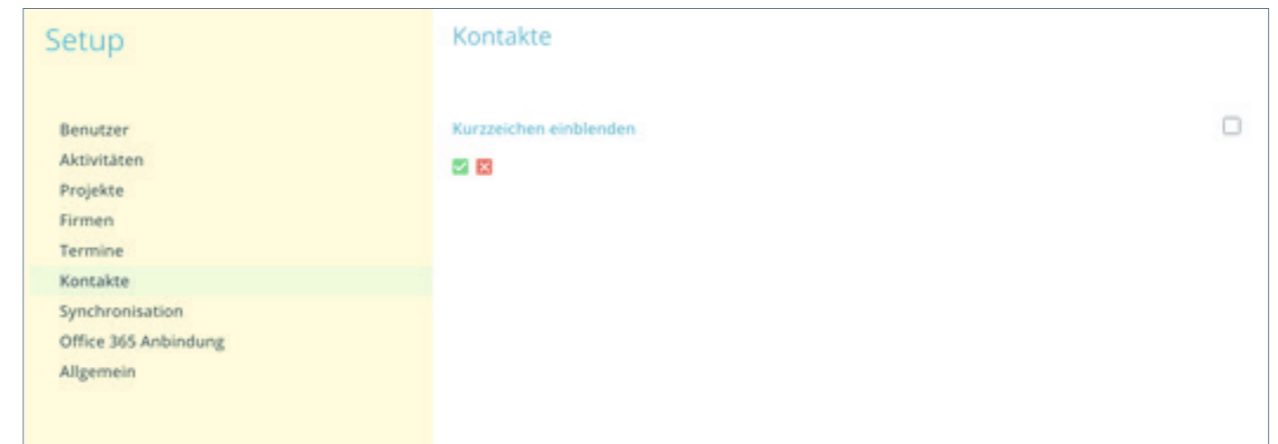 Setup
Benutzer
Aktivitäten
Projekte
Firmen
Termine
Kontakte
Synchronisation
Office 365 Anbindung
Allgemein
Kontakte
Kurzzeichen einblenden